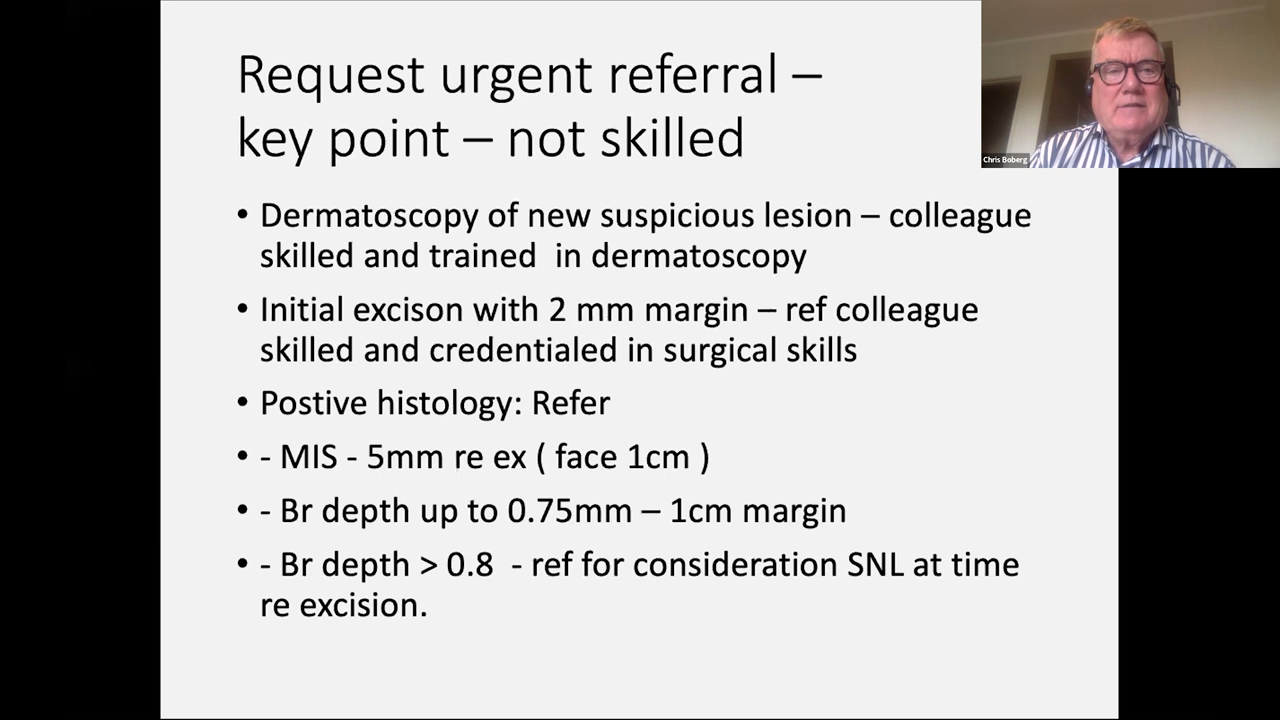 Request urgent referral –
key point – not skilled
Chris Boberg
• Dermatoscopy of new suspicious lesion – colleague
skilled and trained in dermatoscopy
• Initial excison with 2 mm margin – ref colleague
skilled and credentialed in surgical skills
• Postive histology: Refer
• - MIS - 5mm re ex ( face 1cm )
• - Br depth up to 0.75mm – 1cm margin
• - Br depth > 0.8 - ref for consideration SNL at time
re excision.